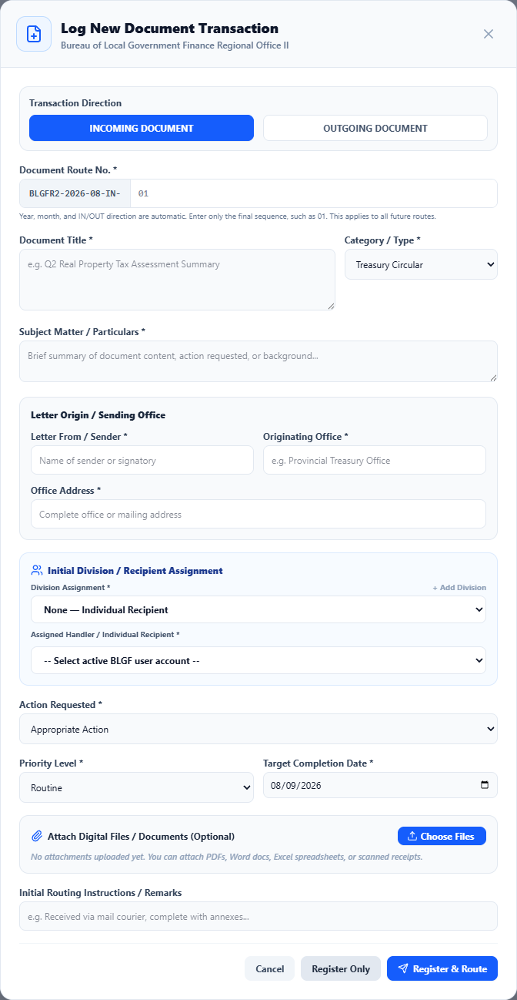 Log New Document Transaction
Bureau of Local Government Finance Regional Office II
Transaction Direction
INCOMING DOCUMENT
OUTGOING DOCUMENT
Document Route No. *
BLGFR2-2026-08-IN-
01
Year, month, and IN/OUT direction are automatic. Enter only the final sequence, such as 01. This applies to all future routes.
Document Title *
Category / Type *
e.g. Q2 Real Property Tax Assessment Summary
Treasury Circular
Subject Matter / Particulars *
Brief summary of document content, action requested, or background...
Letter Origin / Sending Office
Letter From / Sender *
Originating Office *
Name of sender or signatory
e.g. Provincial Treasury Office
Office Address *
Complete office or mailing address
Initial Division / Recipient Assignment
Division Assignment *
+ Add Division
None — Individual Recipient
Assigned Handler / Individual Recipient *
-- Select active BLGF user account --
Action Requested *
Appropriate Action
Priority Level *
Target Completion Date *
Routine
08/09/2026
Attach Digital Files / Documents (Optional)
Choose Files
No attachments uploaded yet. You can attach PDFs, Word docs, Excel spreadsheets, or scanned receipts.
Initial Routing Instructions / Remarks
e.g. Received via mail courier, complete with annexes...
Cancel
Register Only
Register & Route